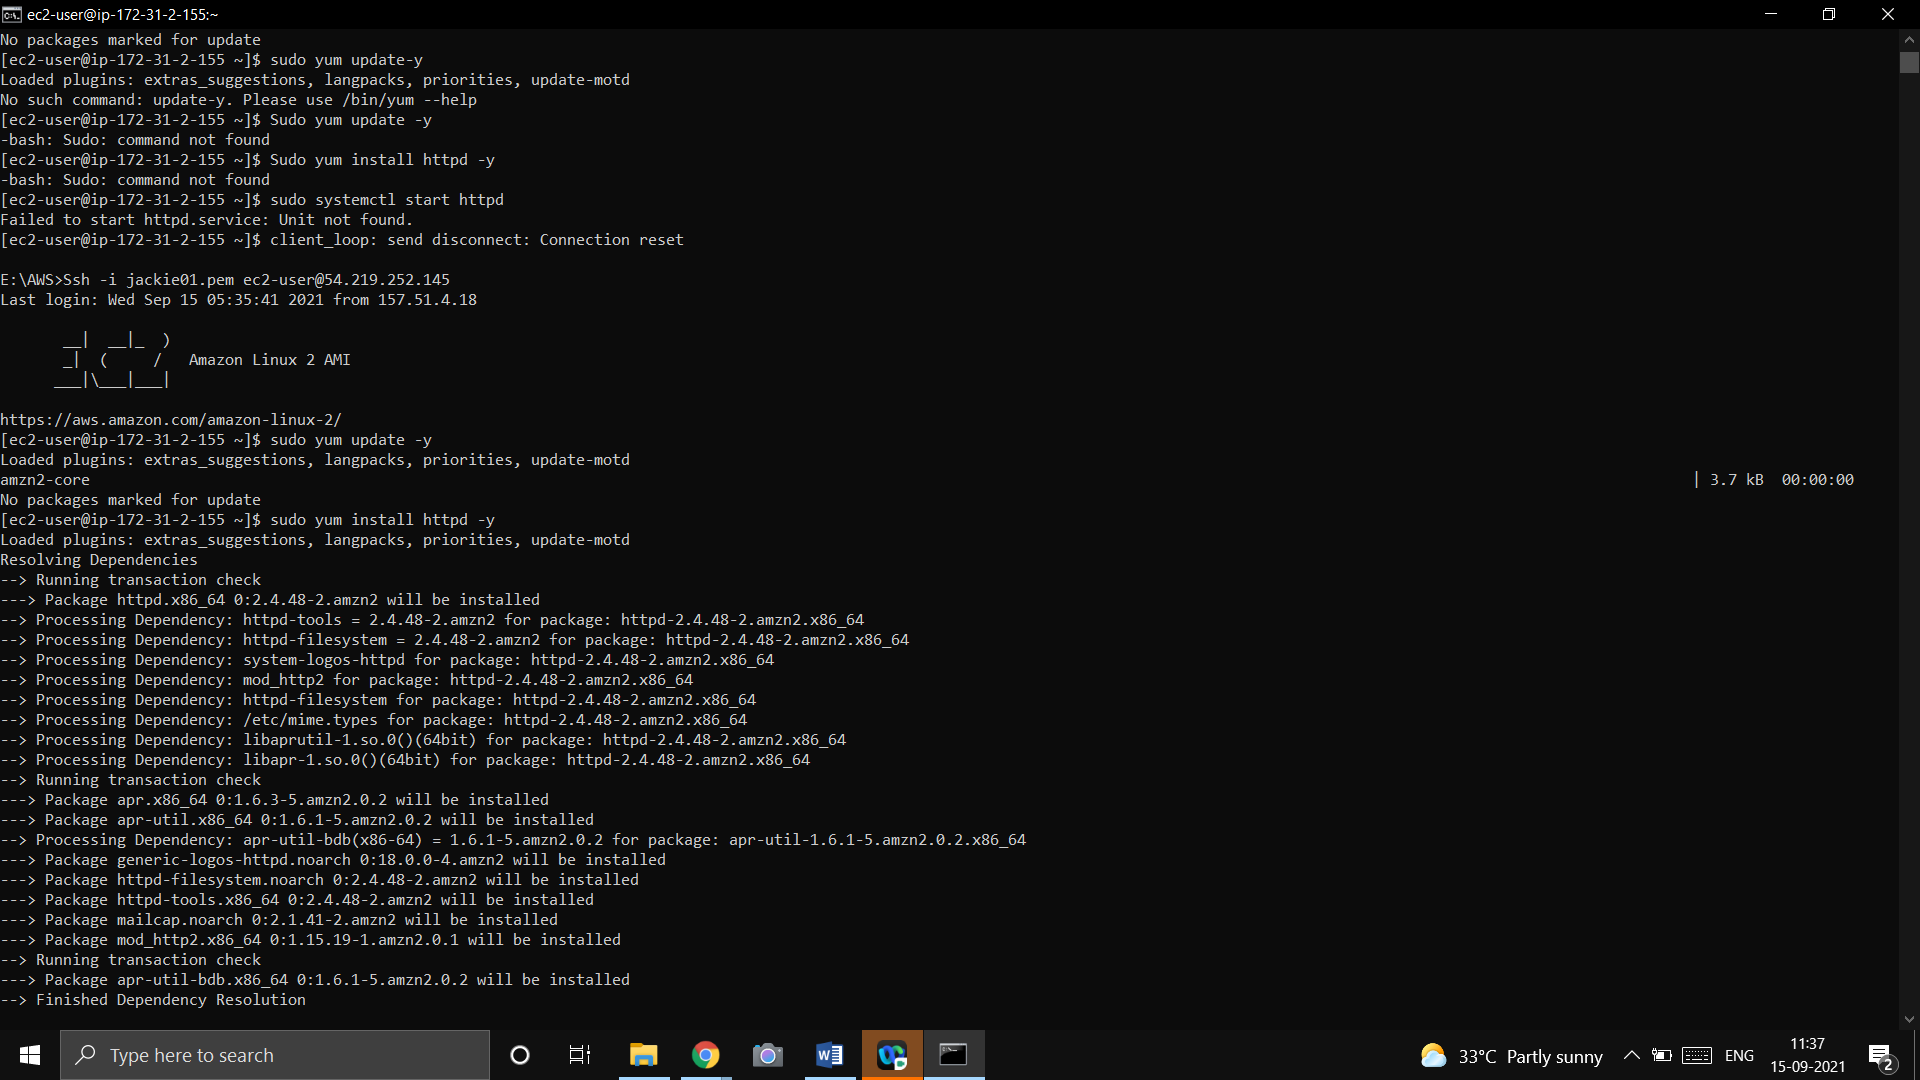 ec2-user@ip-172-31-2-155:~
No packages marked for update
[ec2-user@ip-172-31-2-155 ~]$ sudo yum update-y
Loaded plugins: extras_suggestions, langpacks, priorities, update-motd
No such command: update-y. Please use /bin/yum --help
[ec2-user@ip-172-31-2-155 ~]$ Sudo yum update -y
-bash: Sudo: command not found
[ec2-user@ip-172-31-2-155 ~]$ Sudo yum install httpd -y
-bash: Sudo: command not found
[ec2-user@ip-172-31-2-155 ~]$ sudo systemctl start httpd
Failed to start httpd.service: Unit not found.
[ec2-user@ip-172-31-2-155 ~]$ client_loop: send disconnect: Connection reset
E:\AWS>Ssh -i jackie01.pem ec2-user@54.219.252.145
Last login: Wed Sep 15 05:35:41 2021 from 157.51.4.18
       __|  __|_  )
       _|  (     /   Amazon Linux 2 AMI
      ___|\___|___|
https://aws.amazon.com/amazon-linux-2/
[ec2-user@ip-172-31-2-155 ~]$ sudo yum update -y
Loaded plugins: extras_suggestions, langpacks, priorities, update-motd
amzn2-core | 3.7 kB  00:00:00
No packages marked for update
[ec2-user@ip-172-31-2-155 ~]$ sudo yum install httpd -y
Loaded plugins: extras_suggestions, langpacks, priorities, update-motd
Resolving Dependencies
--> Running transaction check
---> Package httpd.x86_64 0:2.4.48-2.amzn2 will be installed
--> Processing Dependency: httpd-tools = 2.4.48-2.amzn2 for package: httpd-2.4.48-2.amzn2.x86_64
--> Processing Dependency: httpd-filesystem = 2.4.48-2.amzn2 for package: httpd-2.4.48-2.amzn2.x86_64
--> Processing Dependency: system-logos-httpd for package: httpd-2.4.48-2.amzn2.x86_64
--> Processing Dependency: mod_http2 for package: httpd-2.4.48-2.amzn2.x86_64
--> Processing Dependency: httpd-filesystem for package: httpd-2.4.48-2.amzn2.x86_64
--> Processing Dependency: /etc/mime.types for package: httpd-2.4.48-2.amzn2.x86_64
--> Processing Dependency: libaprutil-1.so.0()(64bit) for package: httpd-2.4.48-2.amzn2.x86_64
--> Processing Dependency: libapr-1.so.0()(64bit) for package: httpd-2.4.48-2.amzn2.x86_64
--> Running transaction check
---> Package apr.x86_64 0:1.6.3-5.amzn2.0.2 will be installed
---> Package apr-util.x86_64 0:1.6.1-5.amzn2.0.2 will be installed
--> Processing Dependency: apr-util-bdb(x86-64) = 1.6.1-5.amzn2.0.2 for package: apr-util-1.6.1-5.amzn2.0.2.x86_64
---> Package generic-logos-httpd.noarch 0:18.0.0-4.amzn2 will be installed
---> Package httpd-filesystem.noarch 0:2.4.48-2.amzn2 will be installed
---> Package httpd-tools.x86_64 0:2.4.48-2.amzn2 will be installed
---> Package mailcap.noarch 0:2.1.41-2.amzn2 will be installed
---> Package mod_http2.x86_64 0:1.15.19-1.amzn2.0.1 will be installed
--> Running transaction check
---> Package apr-util-bdb.x86_64 0:1.6.1-5.amzn2.0.2 will be installed
--> Finished Dependency Resolution
Type here to search
33°C Partly sunny
ENG
11:37
15-09-2021
2